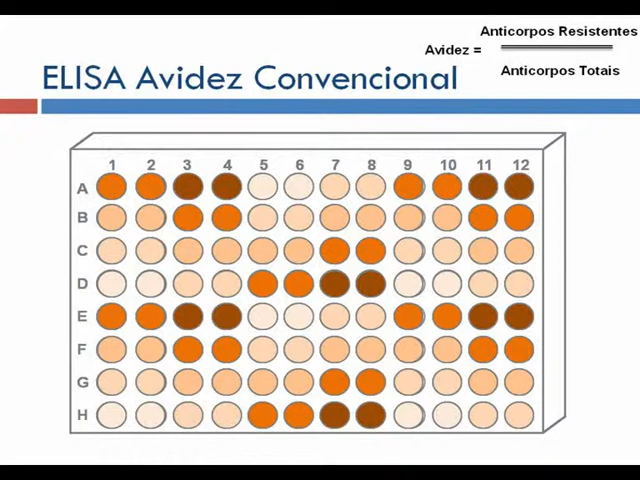 Anticorpos Resistentes
Avidez =
Anticorpos Totais
ELISA Avidez Convencional
1 2 3 4 5 6 7 8 9 10 11 12
A
B
C
D
E
F
G
H